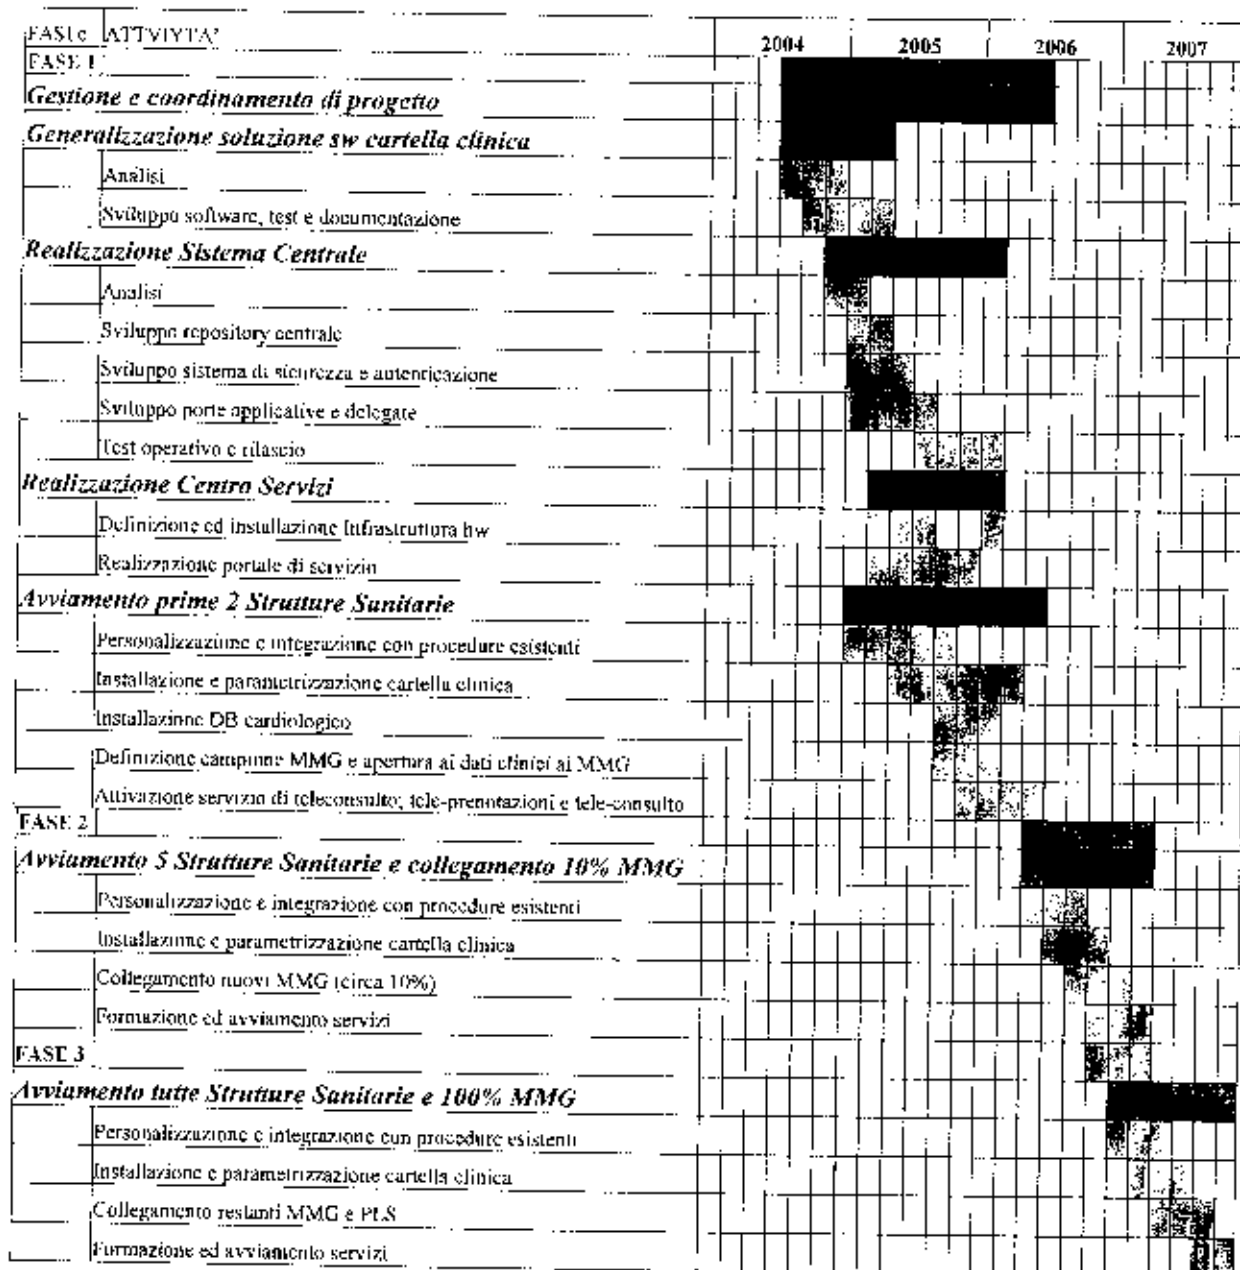 FASI e ATTVIYTA'
2004 2005 2006 2007
FASE 1
Gestione e coordinamento di progetto
Generalizzazione soluzione sw cartella clinica
Analisi
Sviluppo software, test e documentazione
Realizzazione Sistema Centrale
Analisi
Sviluppo repository centrale
Sviluppo sistema di sicurezza e autenticazione
Sviluppo porte applicative e delegate
Test operativo e rilascio
Realizzazione Centro Servizi
Definizione ed installazione Infrastruttura hw
Realizzazione portale di servizio
Avviamento prime 2 Strutture Sanitarie
Personalizzazione e integrazione con procedure esistenti
Installazione e parametrizzazione cartella clinica
Installazione DB cardiologico
Definizione campione MMG e apertura ai dati clinici ai MMG
Attivazione servizio di teleconsulto, tele-prenotazioni e tele-consulto
FASE 2
Avviamento 5 Strutture Sanitarie e collegamento 10% MMG
Personalizzazione e integrazione con procedure esistenti
Installazione e parametrizzazione cartella clinica
Collegamento nuovi MMG (circa 10%)
Formazione ed avviamento servizi
FASE 3
Avviamento tutte Strutture Sanitarie e 100% MMG
Personalizzazione e integrazione con procedure esistenti
Installazione e parametrizzazione cartella clinica
Collegamento restanti MMG e PLS
Formazione ed avviamento servizi